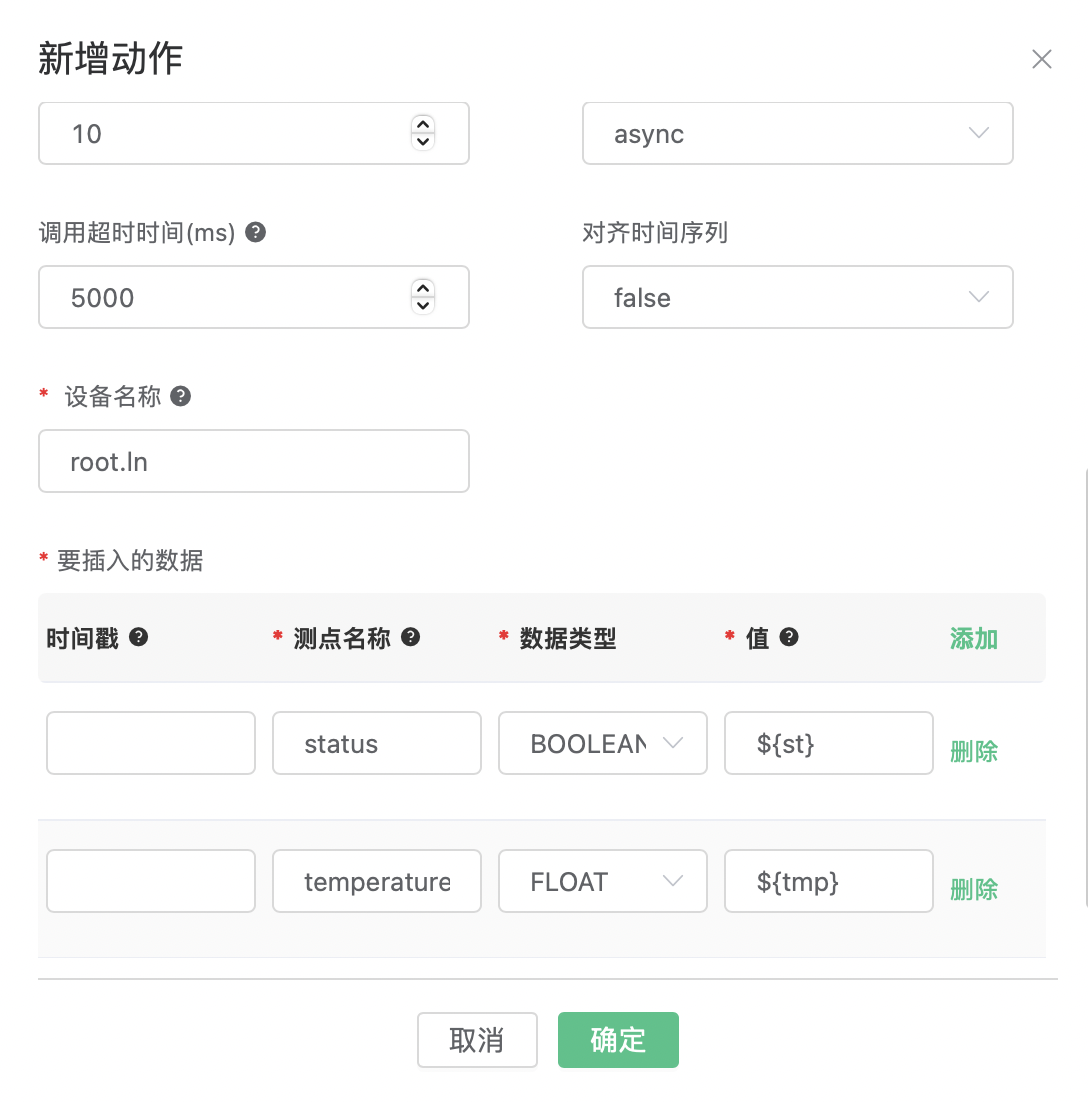 新增动作
10
async
调用超时时间(ms)
对齐时间序列
5000
false
* 设备名称
root.ln
* 要插入的数据
时间戳 * 测点名称 * 数据类型 * 值 添加
status BOOLEAN ${st} 删除
temperature FLOAT ${tmp} 删除
取消 确定